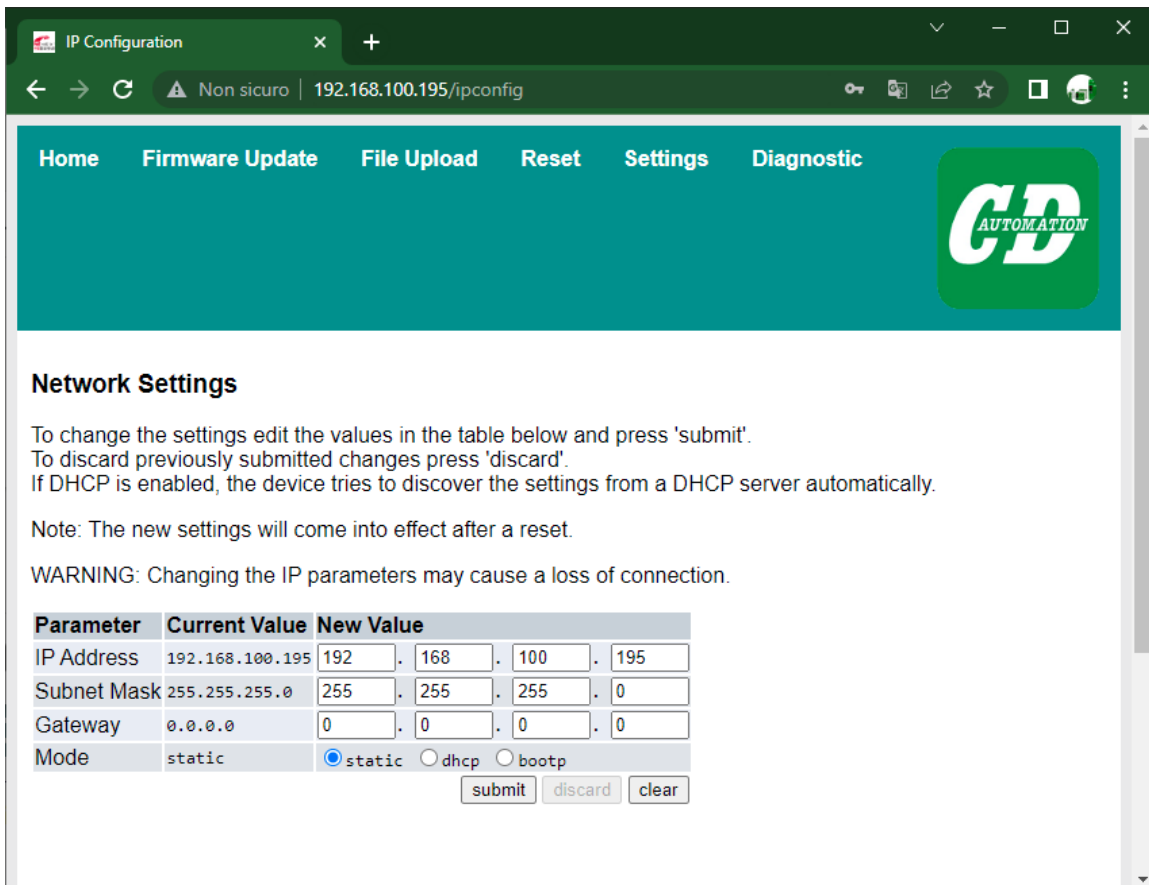 IP Configuration
Non sicuro | 192.168.100.195/ipconfig
Home Firmware Update File Upload Reset Settings Diagnostic
CD
AUTOMATION
Network Settings
To change the settings edit the values in the table below and press 'submit'.
To discard previously submitted changes press 'discard'.
If DHCP is enabled, the device tries to discover the settings from a DHCP server automatically.
Note: The new settings will come into effect after a reset.
WARNING: Changing the IP parameters may cause a loss of connection.
Parameter Current Value New Value
IP Address 192.168.100.195 192 . 168 . 100 . 195
Subnet Mask 255.255.255.0 255 . 255 . 255 . 0
Gateway 0.0.0.0 0 . 0 . 0 . 0
Mode static static dhcp bootp
submit discard clear